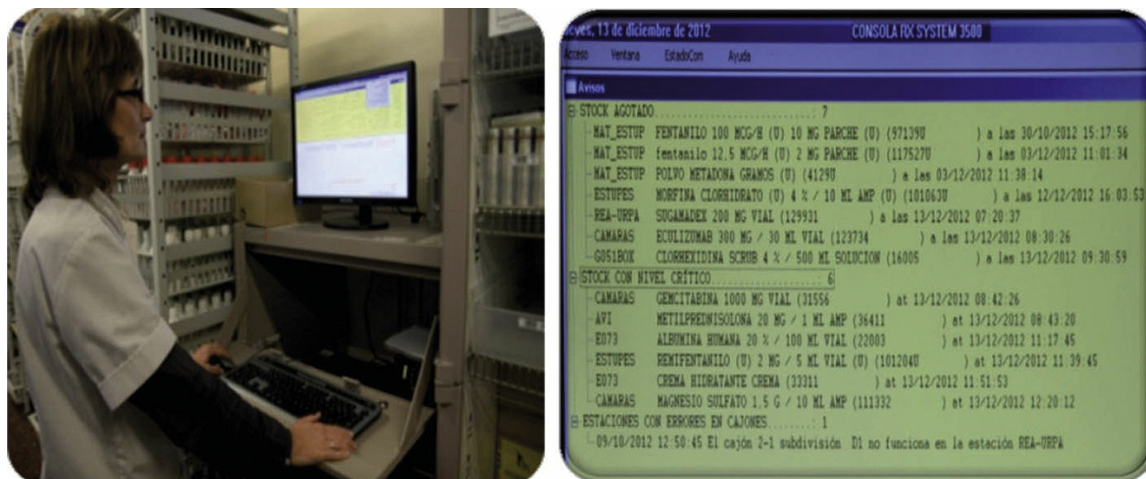 Jueves, 13 de diciembre de 2012 CONSOLA RX SYSTEM 3500
Acceso Ventana EstadoCon Ayuda
Avisos
STOCK AGOTADO..............................: 7
MAT_ESTUP FENTANILO 100 MCG/H (U) 10 MG PARCHE (U) (97139U ) a las 30/10/2012 15:17:56
MAT_ESTUP fentanilo 12,5 MCG/H (U) 2 MG PARCHE (U) (117527U ) a las 03/12/2012 11:01:34
MAT_ESTUP POLVO METADONA GRAMOS (U) (4129U ) a las 03/12/2012 11:38:14
ESTUPES MORFINA CLORHIDRATO (U) 4 % / 10 ML AMP (U) (101063U ) a las 12/12/2012 16:03:5
REA-URPA SUGAMADEX 200 MG VIAL (129931 ) a las 13/12/2012 07:20:37
CAMARAS ECULIZUMAB 300 MG / 30 ML VIAL (123734 ) a las 13/12/2012 08:30:26
G051BOX CLORHEXIDINA SCRUB 4 % / 500 ML SOLUCION (16005 ) a las 13/12/2012 09:30:59
STOCK CON NIVEL CRÍTICO....................: 6
CAMARAS GEMCITABINA 1000 MG VIAL (31556 ) at 13/12/2012 08:42:26
AVI METILPREDNISOLONA 20 MG / 1 ML AMP (36411 ) at 13/12/2012 08:43:20
E073 ALBUMINA HUMANA 20 % / 100 ML VIAL (22003 ) at 13/12/2012 11:17:45
ESTUPES REMIFENTANILO (U) 2 MG / 5 ML VIAL (U) (101204U ) at 13/12/2012 11:39:45
E073 CREMA HIDRATANTE CREMA (33311 ) at 13/12/2012 11:51:53
CAMARAS MAGNESIO SULFATO 1,5 G / 10 ML AMP (111332 ) at 13/12/2012 12:20:12
ESTACIONES CON ERRORES EN CAJONES.........: 1
09/10/2012 12:50:45 El cajón 2-1 subdivisión D1 no funciona en la estación REA-URPA